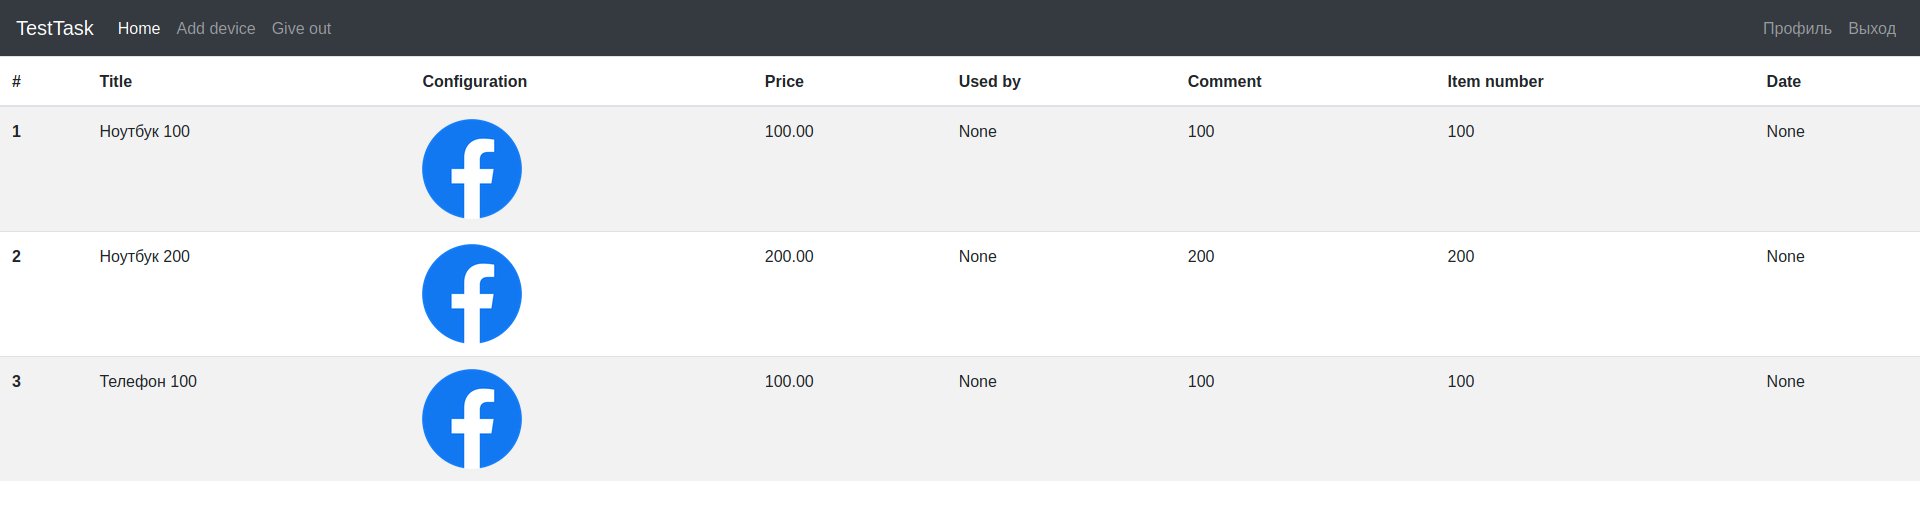 TestTask Home Add device Give out Профиль Выход
# Title Configuration Price Used by Comment Item number Date
1 Ноутбук 100 100.00 None 100 100 None
2 Ноутбук 200 200.00 None 200 200 None
3 Телефон 100 100.00 None 100 100 None